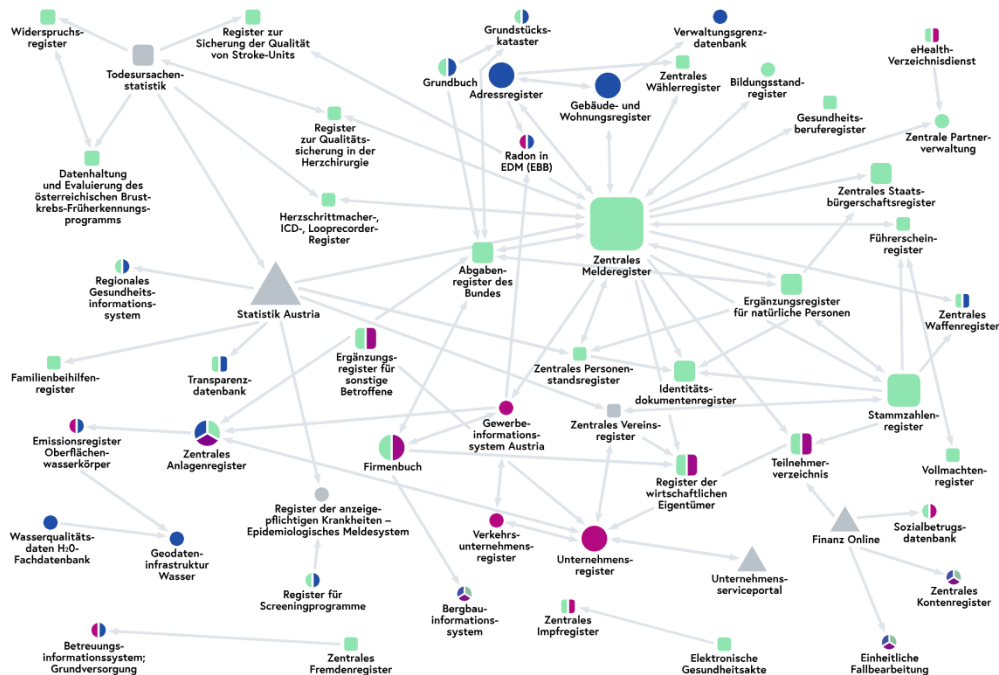 Widerspruchs-
register
Register zur
Sicherung der Qualität
von Stroke-Units
Todesursachen-
statistik
Grundstücks-
kataster
Grundbuch
Adressregister
Verwaltungsgrenz-
datenbank
Gebäude- und
Wohnungsregister
Zentrales
Wählerregister
Bildungsstand-
register
eHealth-
Verzeichnisdienst
Gesundheits-
beruferegister
Zentrale Partner-
verwaltung
Register
zur Qualitäts-
sicherung in der
Herzchirurgie
Radon in
EDM (EBB)
Datenhaltung
und Evaluierung des
österreichischen Brust-
krebs-Früherkennungs-
programms
Herzschrittmacher-,
ICD-, Looprecorder-
Register
Zentrales Staats-
bürgerschaftsregister
Führerschein-
register
Zentrales
Melderegister
Abgaben-
register des
Bundes
Regionales
Gesundheits-
informations-
system
Statistik Austria
Ergänzungsregister
für natürliche Personen
Zentrales
Waffenregister
Familienbeihilfen-
register
Transparenz-
datenbank
Ergänzungs-
register für
sonstige
Betroffene
Zentrales Personen-
standsregister
Identitäts-
dokumentenregister
Stammzahlen-
register
Emissionsregister
Oberflächen-
wasserkörper
Zentrales
Anlagenregister
Firmenbuch
Gewerbe-
informations-
system Austria
Zentrales Vereins-
register
Register der
wirtschaftlichen
Eigentümer
Teilnehmer-
verzeichnis
Vollmachten-
register
Register der anzeige-
pflichtigen Krankheiten –
Epidemiologisches Meldesystem
Wasserqualitäts-
daten H2O-
Fachdatenbank
Geodaten-
infrastruktur
Wasser
Verkehrs-
unternehmens-
register
Unternehmens-
register
Unternehmens-
serviceportal
Finanz Online
Sozialbetrugs-
datenbank
Register für
Screeningprogramme
Bergbau-
informations-
system
Zentrales
Impfregister
Zentrales
Kontenregister
Betreuungs-
informationssystem;
Grundversorgung
Zentrales
Fremdenregister
Elektronische
Gesundheitsakte
Einheitliche
Fallbearbeitung